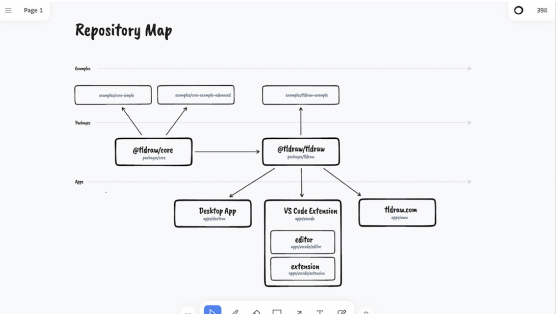 Page 1
Repository Map
Examples
examples/core-simple
examples/core-example-advanced
examples/tldraw-example
Packages
@tldraw/core
packages/core
@tldraw/tldraw
packages/tldraw
Apps
Desktop App
apps/electron
VS Code Extension
apps/vscode
tldraw.com
apps/www
editor
apps/vscode/editor
extension
apps/vscode/extension